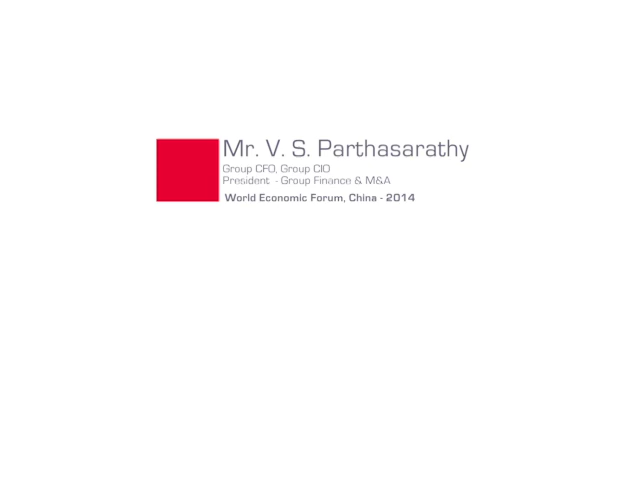 Mr. V. S. Parthasarathy
Group CFO, Group CIO
President - Group Finance & M&A
World Economic Forum, China - 2014